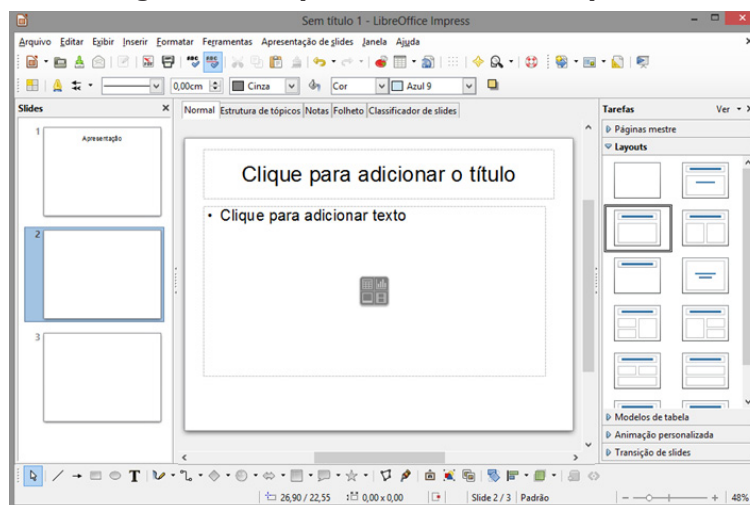 Sem título 1 - LibreOffice Impress
Arquivo Editar Exibir Inserir Formatar Ferramentas Apresentação de slides Janela Ajuda
0,00cm Cinza Cor Azul 9
Slides
Normal Estrutura de tópicos Notas Folheto Classificador de slides
Tarefas Ver
1
Apresentação
2
3
Clique para adicionar o título
• Clique para adicionar texto
Páginas mestre
Layouts
Modelos de tabela
Animação personalizada
Transição de slides
26,90 / 22,55 0,00 x 0,00 Slide 2 / 3 Padrão 48%